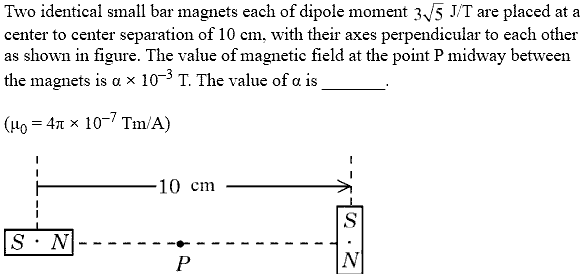 Two identical small bar magnets each of dipole moment 3√5 J/T are placed at a
center to center separation of 10 cm, with their axes perpendicular to each other
as shown in figure. The value of magnetic field at the point P midway between
the magnets is α × 10⁻³ T. The value of α is ______.
(μ₀ = 4π × 10⁻⁷ Tm/A)
10 cm
S · N
P
S
·
N